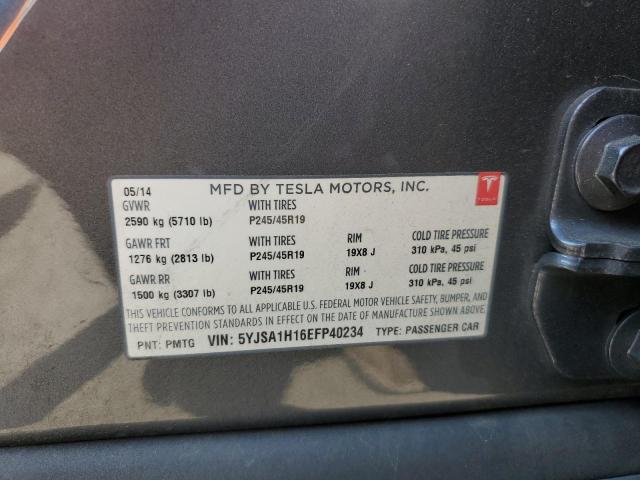 05/14 MFD BY TESLA MOTORS, INC.
GVWR WITH TIRES
2590 kg (5710 lb) P245/45R19
TESLA
GAWR FRT WITH TIRES RIM COLD TIRE PRESSURE
1276 kg (2813 lb) P245/45R19 19X8 J 310 kPa, 45 psi
GAWR RR WITH TIRES RIM COLD TIRE PRESSURE
1500 kg (3307 lb) P245/45R19 19X8 J 310 kPa, 45 psi
THIS VEHICLE CONFORMS TO ALL APPLICABLE U.S. FEDERAL MOTOR VEHICLE SAFETY, BUMPER, AND
THEFT PREVENTION STANDARDS IN EFFECT ON THE DATE OF MANUFACTURE SHOWN ABOVE.
PNT: PMTG VIN: 5YJSA1H16EFP40234 TYPE: PASSENGER CAR